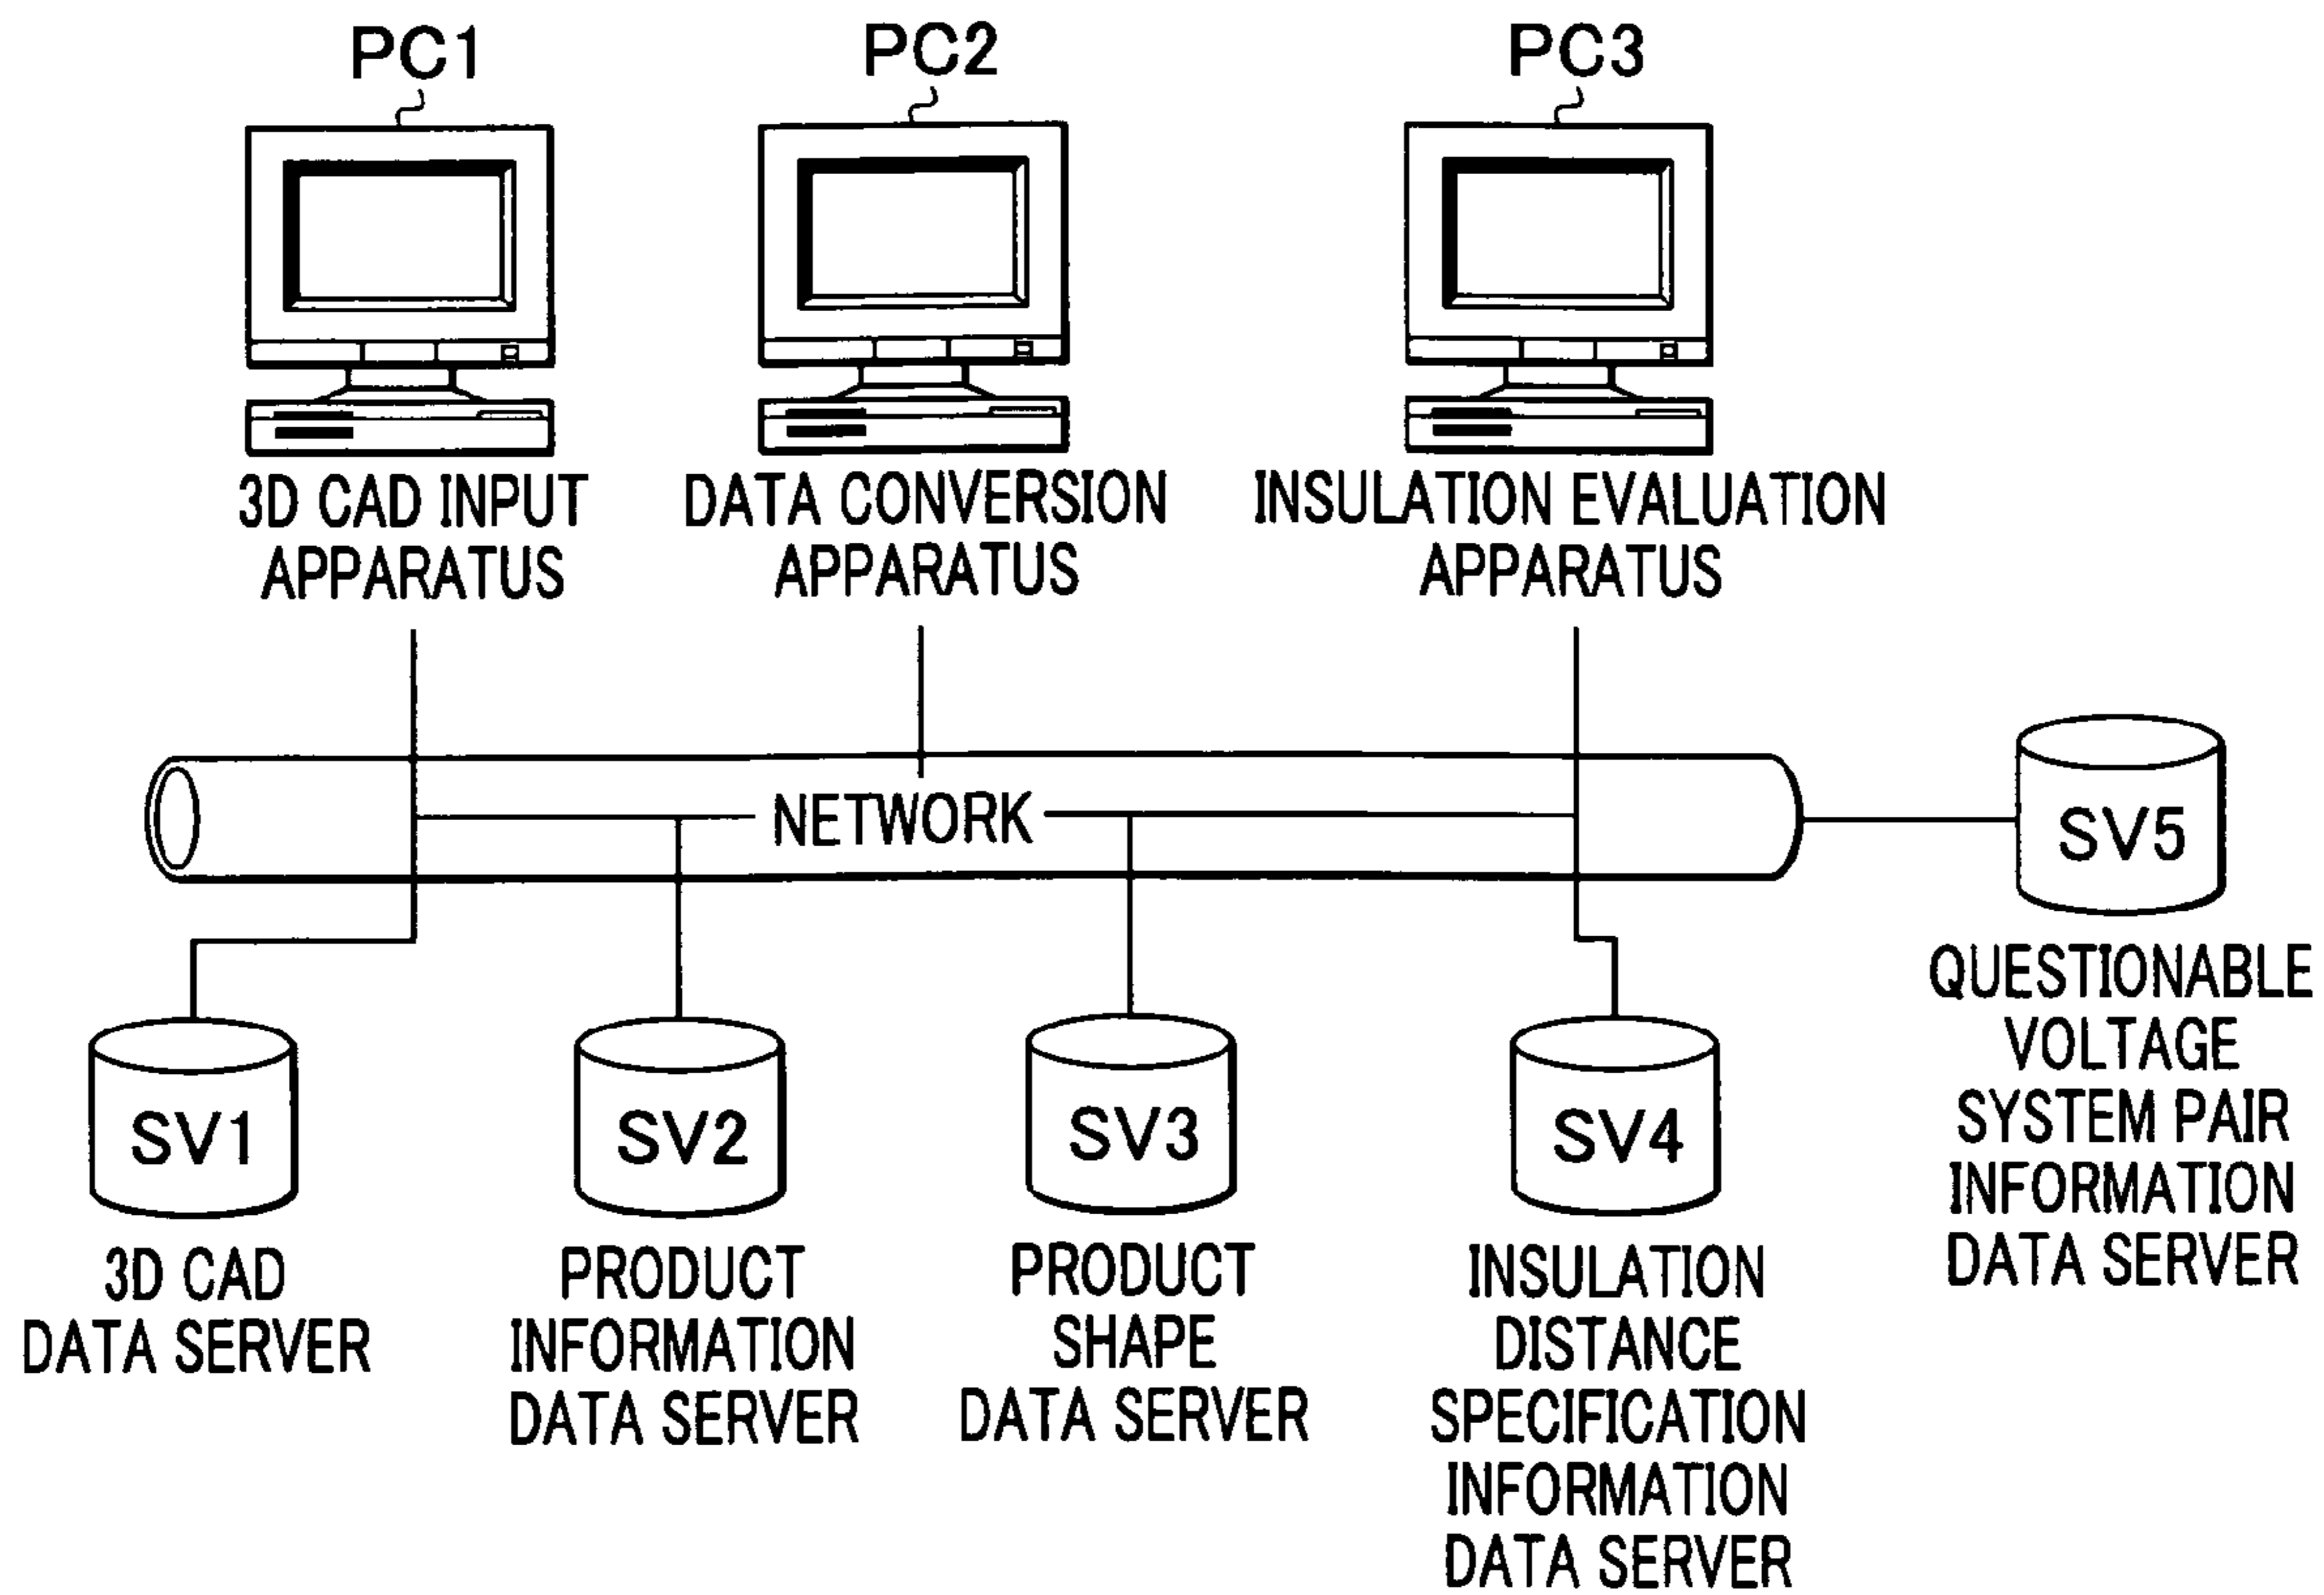 PC1
PC2
PC3
3D CAD INPUT
APPARATUS
DATA CONVERSION
APPARATUS
INSULATION EVALUATION
APPARATUS
NETWORK
SV5
QUESTIONABLE
VOLTAGE
SYSTEM PAIR
INFORMATION
DATA SERVER
SV1
3D CAD
DATA SERVER
SV2
PRODUCT
INFORMATION
DATA SERVER
SV3
PRODUCT
SHAPE
DATA SERVER
SV4
INSULATION
DISTANCE
SPECIFICATION
INFORMATION
DATA SERVER